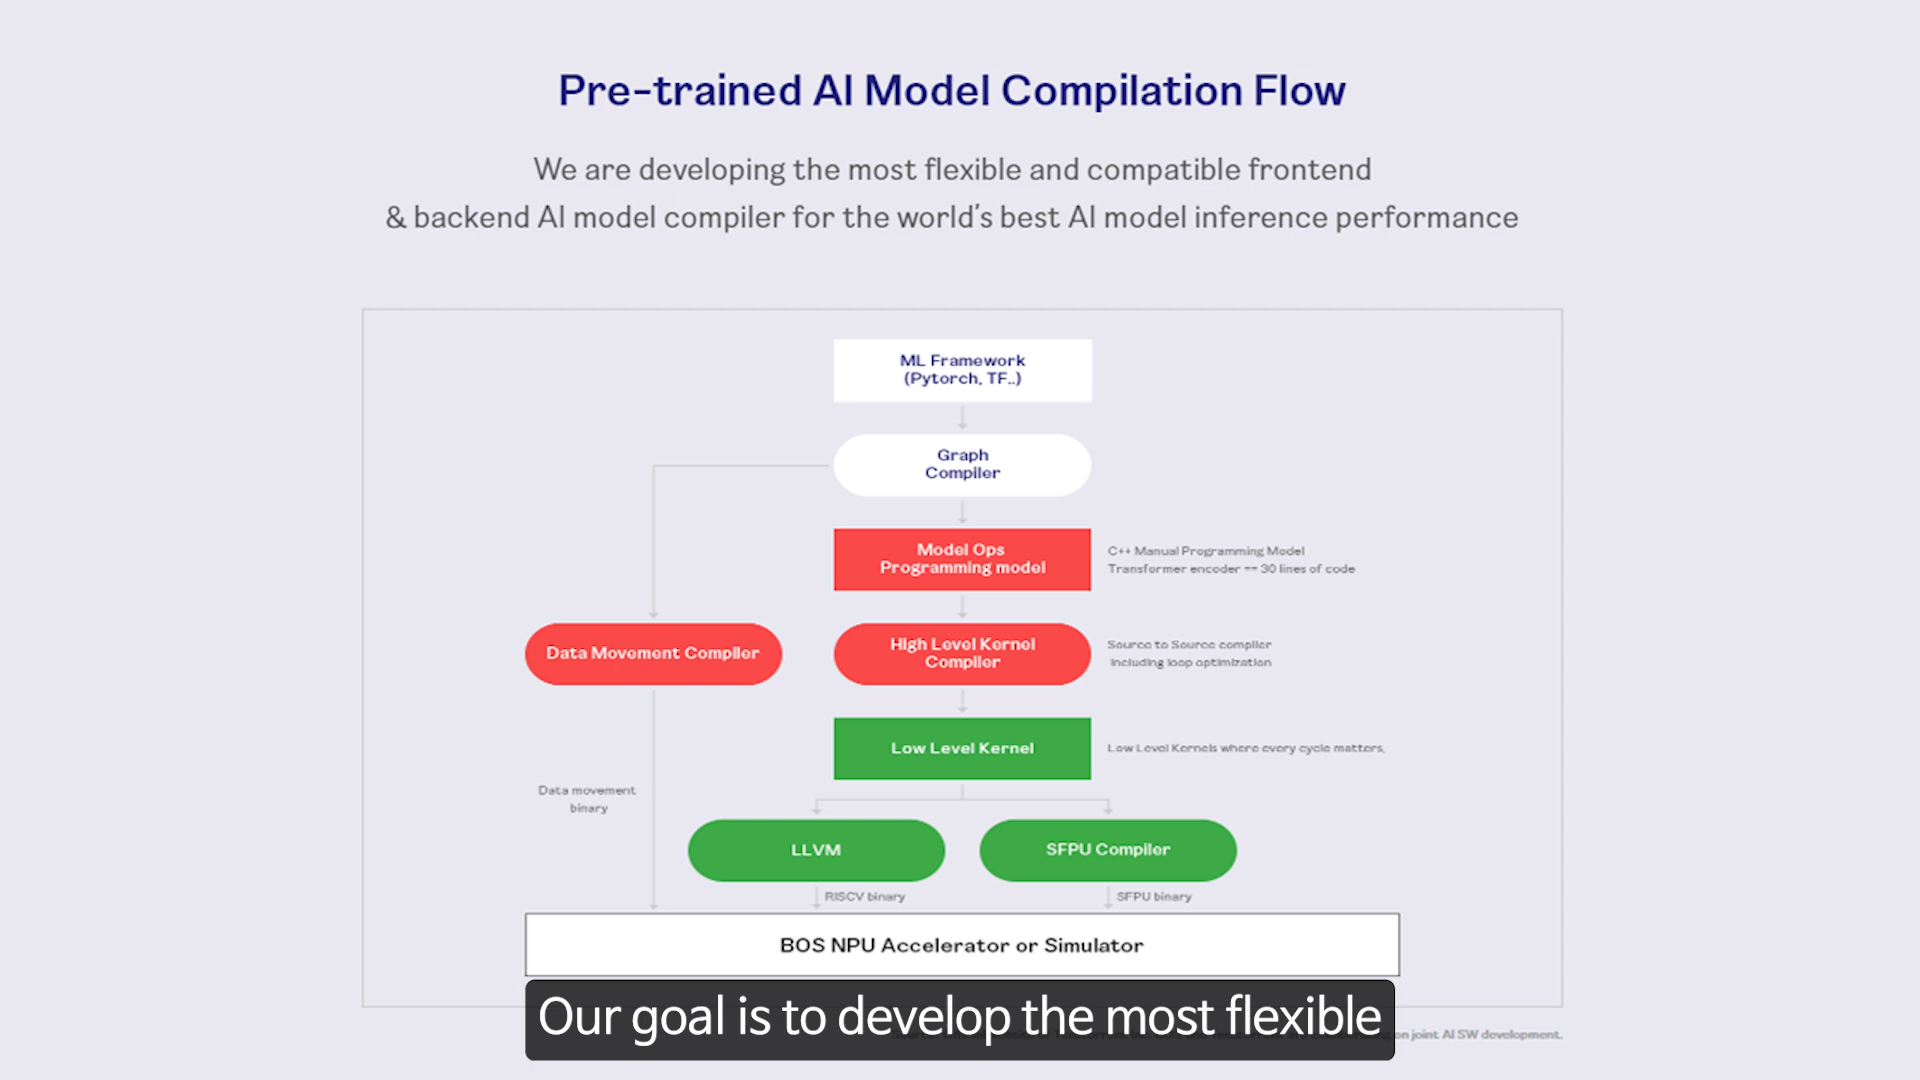 Pre-trained AI Model Compilation Flow
We are developing the most flexible and compatible frontend
& backend AI model compiler for the world's best AI model inference performance
ML Framework
(Pytorch, TF..)
Graph
Compiler
Model Ops
Programming model
C++ Manual Programming Model
Transformer encoder == 30 lines of code
Data Movement Compiler
High Level Kernel
Compiler
Source to Source compiler
including loop optimization
Low Level Kernel
Low Level Kernels where every cycle matters.
Data movement
binary
LLVM
SFPU Compiler
RISCV binary
SFPU binary
BOS NPU Accelerator or Simulator
Our goal is to develop the most flexible
on joint AI SW development.